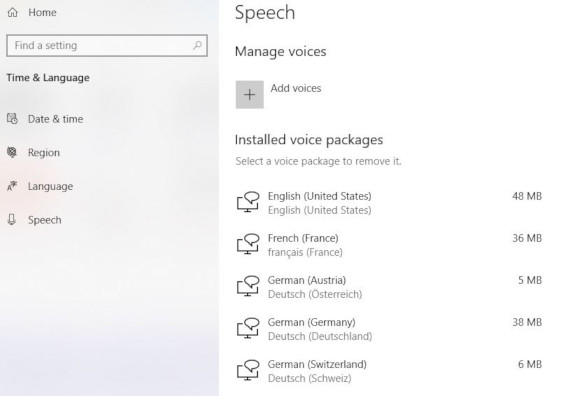 Home
Find a setting
Time & Language
Date & time
Region
Language
Speech
Speech
Manage voices
Add voices
Installed voice packages
Select a voice package to remove it.
English (United States) 48 MB
English (United States)
French (France) 36 MB
français (France)
German (Austria) 5 MB
Deutsch (Österreich)
German (Germany) 38 MB
Deutsch (Deutschland)
German (Switzerland) 6 MB
Deutsch (Schweiz)